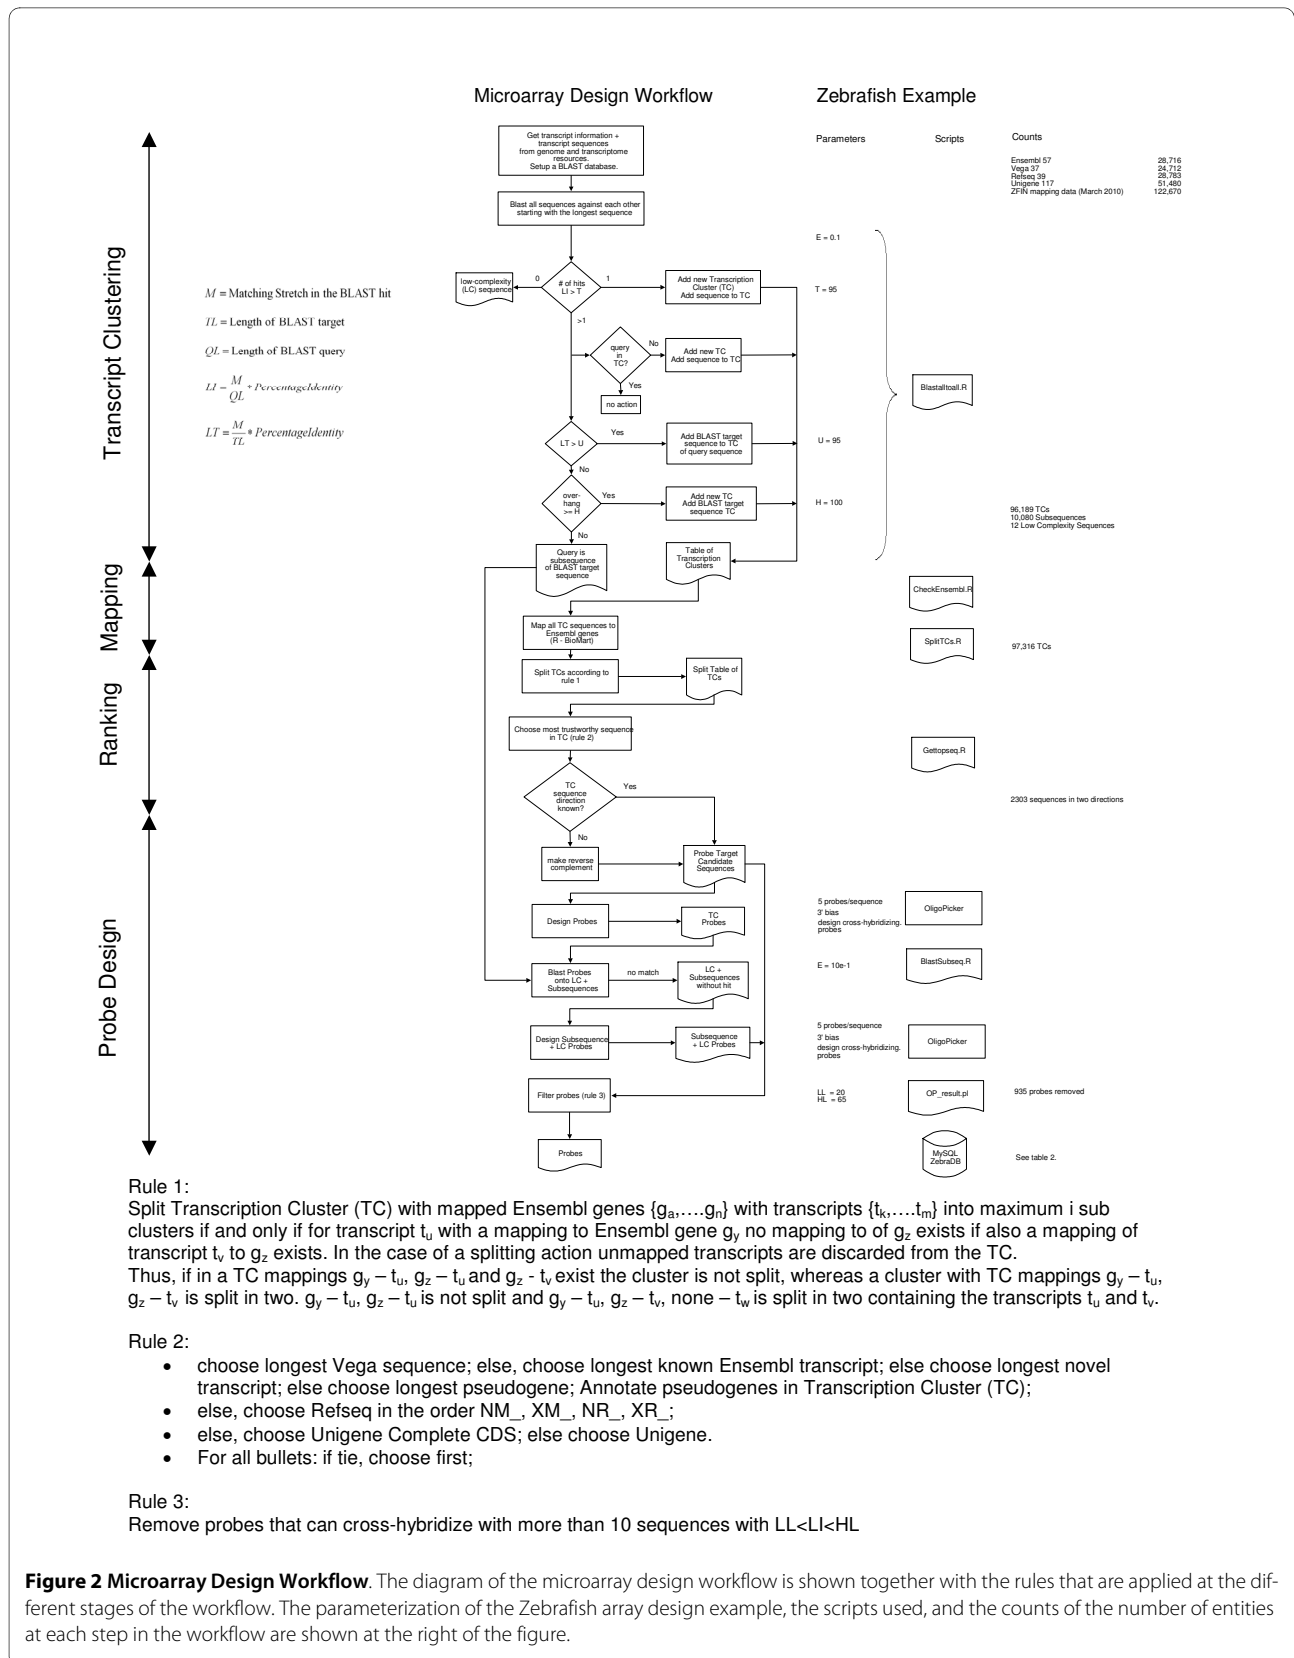 Microarray Design Workflow
Zebrafish Example
Parameters
Scripts
Counts
Get transcript information +
transcript sequences
from genome and transcriptome
resources.
Setup a BLAST database.
Ensembl 57 28,716
Vega 37 24,712
Refseq 39 28,783
Unigene 117 51,480
ZFIN mapping data (March 2010) 122,670
Blast all sequences against each other
starting with the longest sequence
E = 0.1
Transcript Clustering
low-complexity
(LC) sequence
0
# of hits
LI > T
1
Add new Transcription
Cluster (TC)
Add sequence to TC
T = 95
>1
M = Matching Stretch in the BLAST hit
TL = Length of BLAST target
QL = Length of BLAST query
LI = M/QL * PercentageIdentity
LT = M/TL * PercentageIdentity
query
in
TC?
No
Add new TC
Add sequence to TC
Yes
no action
Blastalltoall.R
LT > U
Yes
Add BLAST target
sequence to TC
of query sequence
U = 95
No
over-
hang
>= H
Yes
Add new TC
Add BLAST target
sequence TC
H = 100
No
96,189 TCs
10,080 Subsequences
12 Low Complexity Sequences
Query is
subsequence
of BLAST target
sequence
Table of
Transcription
Clusters
Mapping
CheckEnsembl.R
Map all TC sequences to
Ensembl genes
(R - BioMart)
SplitTCs.R
97,316 TCs
Ranking
Split TCs according to
rule 1
Split Table of
TCs
Choose most trustworthy sequence
in TC (rule 2)
Gettopseq.R
TC
sequence
direction
known?
Yes
No
2303 sequences in two directions
Probe Design
make reverse
complement
Probe Target
Candidate
Sequences
Design Probes
TC
Probes
5 probes/sequence
3' bias
design cross-hybridizing.
probes
OligoPicker
Blast Probes
onto LC +
Subsequences
no match
LC +
Subsequences
without hit
E = 10e-1
BlastSubseq.R
Design Subsequence
+ LC Probes
Subsequence
+ LC Probes
5 probes/sequence
3' bias
design cross-hybridizing.
probes
OligoPicker
Filter probes (rule 3)
LL = 20
HL = 65
OP_result.pl
935 probes removed
Probes
MySQL
ZebraDB
See table 2.
Rule 1:
Split Transcription Cluster (TC) with mapped Ensembl genes {ga,....gn} with transcripts {tk,....tm} into maximum i sub
clusters if and only if for transcript tu with a mapping to Ensembl gene gy no mapping to of gz exists if also a mapping of
transcript tv to gz exists. In the case of a splitting action unmapped transcripts are discarded from the TC.
Thus, if in a TC mappings gy – tu, gz – tu and gz - tv exist the cluster is not split, whereas a cluster with TC mappings gy – tu,
gz – tv is split in two. gy – tu, gz – tu is not split and gy – tu, gz – tv, none – tw is split in two containing the transcripts tu and tv.
Rule 2:
• choose longest Vega sequence; else, choose longest known Ensembl transcript; else choose longest novel
transcript; else choose longest pseudogene; Annotate pseudogenes in Transcription Cluster (TC);
• else, choose Refseq in the order NM_, XM_, NR_, XR_;
• else, choose Unigene Complete CDS; else choose Unigene.
• For all bullets: if tie, choose first;
Rule 3:
Remove probes that can cross-hybridize with more than 10 sequences with LL<LI<HL
Figure 2 Microarray Design Workflow. The diagram of the microarray design workflow is shown together with the rules that are applied at the dif-
ferent stages of the workflow. The parameterization of the Zebrafish array design example, the scripts used, and the counts of the number of entities
at each step in the workflow are shown at the right of the figure.